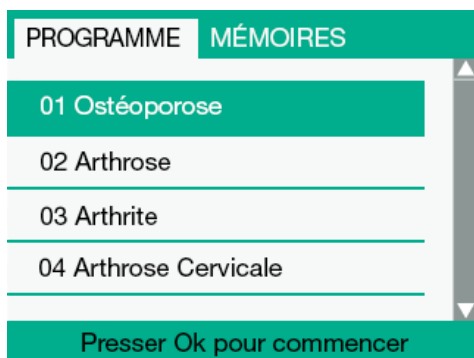 PROGRAMME MÉMOIRES
01 Ostéoporose
02 Arthrose
03 Arthrite
04 Arthrose Cervicale
Presser Ok pour commencer